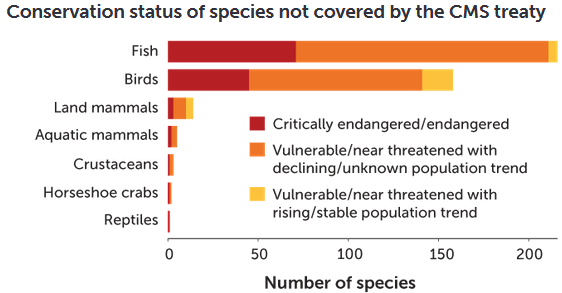 Conservation status of species not covered by the CMS treaty
Fish
Birds
Land mammals
Aquatic mammals
Crustaceans
Horseshoe crabs
Reptiles
Critically endangered/endangered
Vulnerable/near threatened with
declining/unknown population trend
Vulnerable/near threatened with
rising/stable population trend
0 50 100 150 200
Number of species